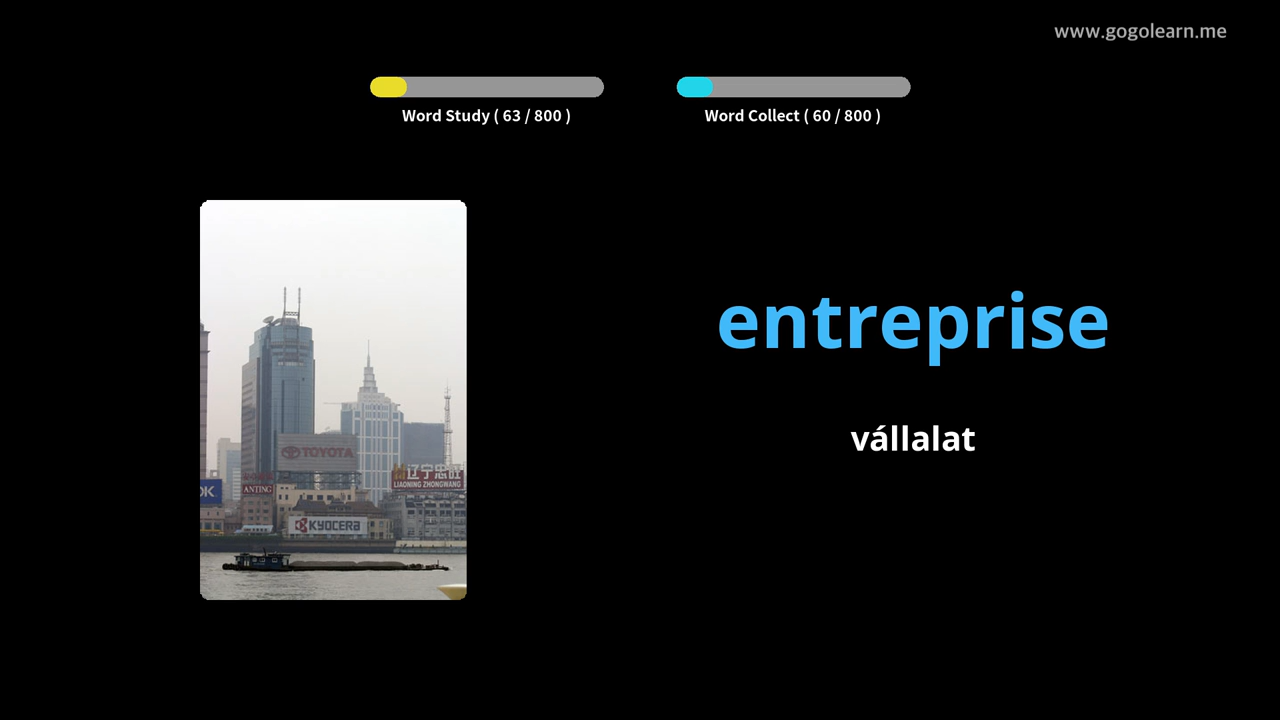 www.gogolearn.me
Word Study ( 63 / 800 )
Word Collect ( 60 / 800 )
entreprise
vállalat
TOYOTA
辽宁忠旺
LIAONING ZHONGWANG
OK
ANTING
KYOCERA